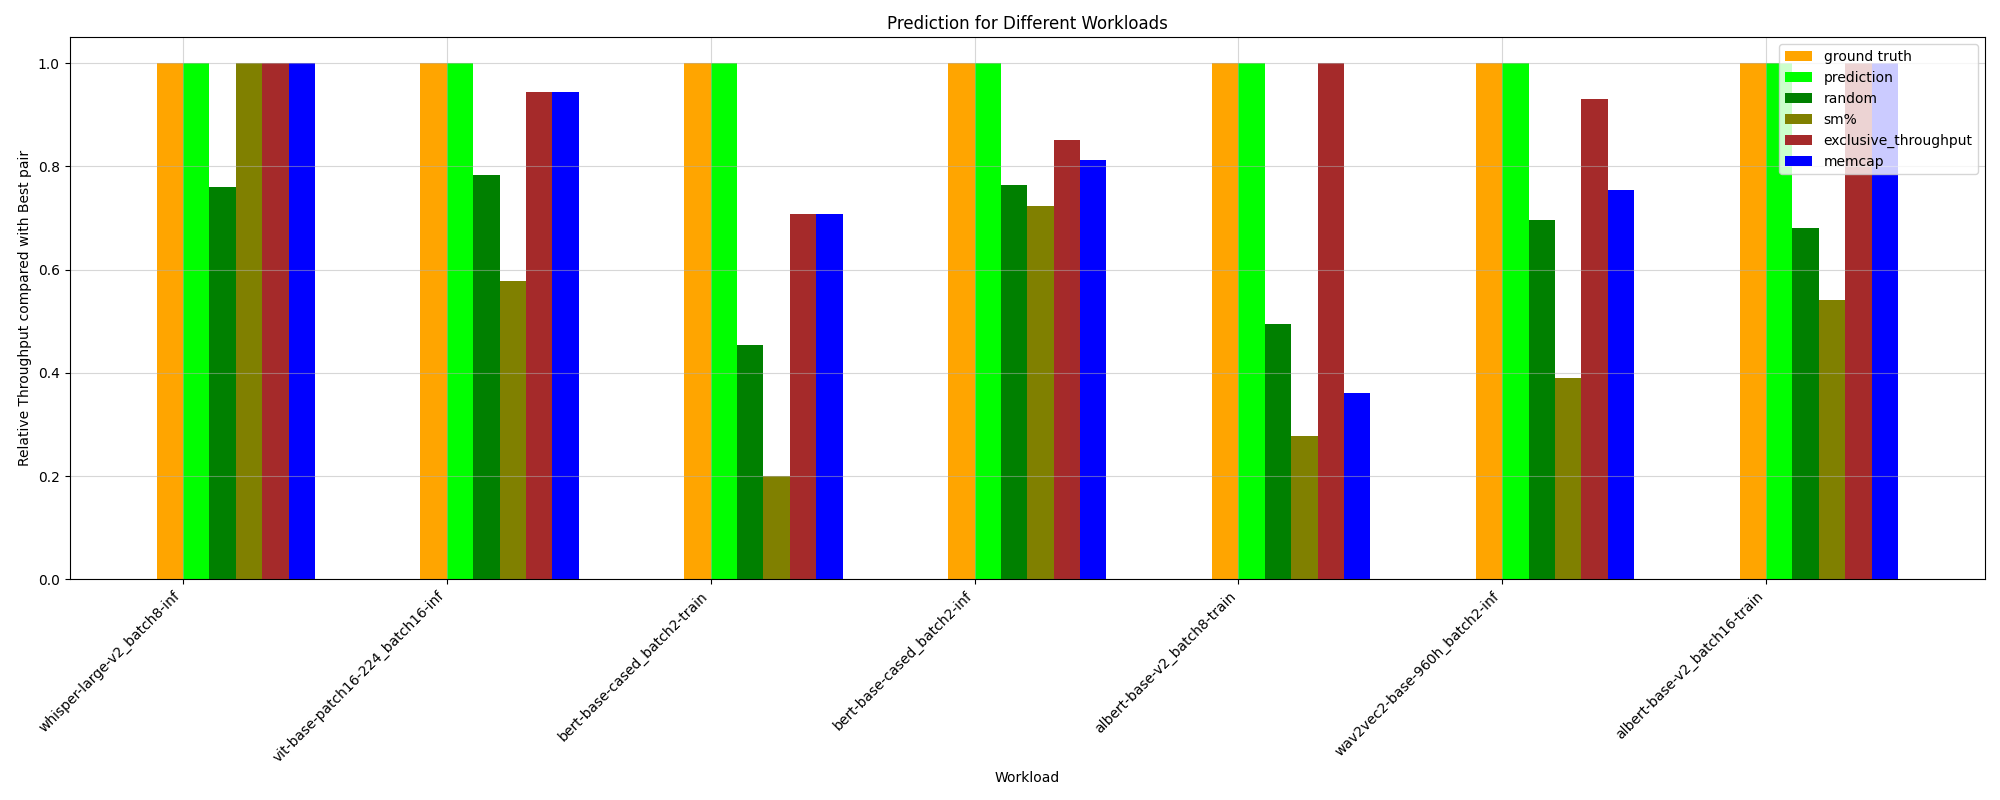 Prediction for Different Workloads
Relative Throughput compared with Best pair
1.0
0.8
0.6
0.4
0.2
0.0
ground truth
prediction
random
sm%
exclusive_throughput
memcap
whisper-large-v2_batch8-inf
vit-base-patch16-224_batch16-inf
bert-base-cased_batch2-train
bert-base-cased_batch2-inf
albert-base-v2_batch8-train
wav2vec2-base-960h_batch2-inf
albert-base-v2_batch16-train
Workload